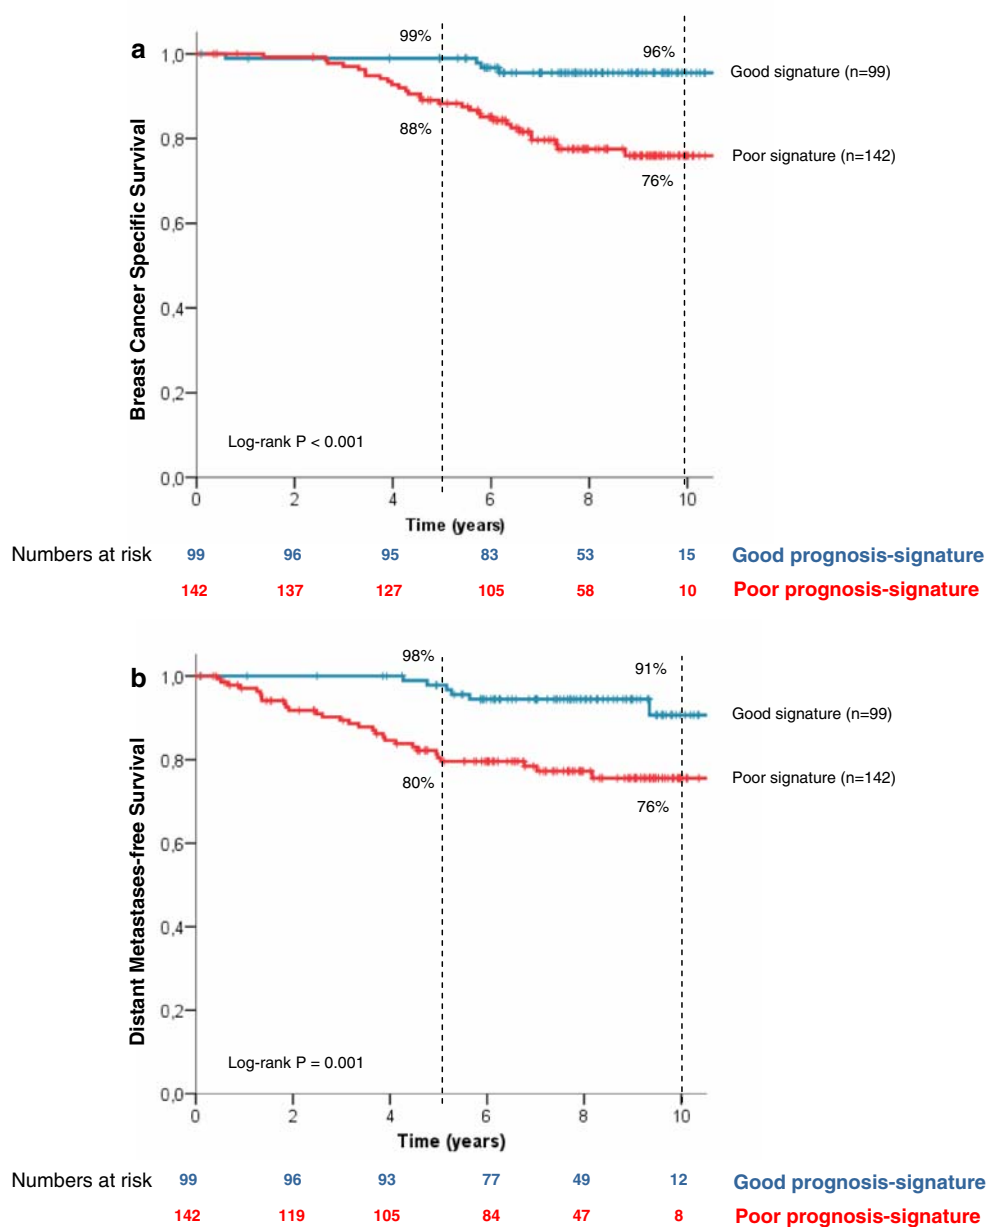 a
99%
96%
1,0
Good signature (n=99)
88%
0,8
Poor signature (n=142)
76%
0,6
Breast Cancer Specific Survival
0,4
0,2
Log-rank P < 0.001
0,0
0 2 4 6 8 10
Time (years)
Numbers at risk 99 96 95 83 53 15 Good prognosis-signature
142 137 127 105 58 10 Poor prognosis-signature
b
98%
91%
1,0
Good signature (n=99)
0,8
80%
Poor signature (n=142)
76%
0,6
Distant Metastases-free Survival
0,4
0,2
Log-rank P = 0.001
0,0
0 2 4 6 8 10
Time (years)
Numbers at risk 99 96 93 77 49 12 Good prognosis-signature
142 119 105 84 47 8 Poor prognosis-signature